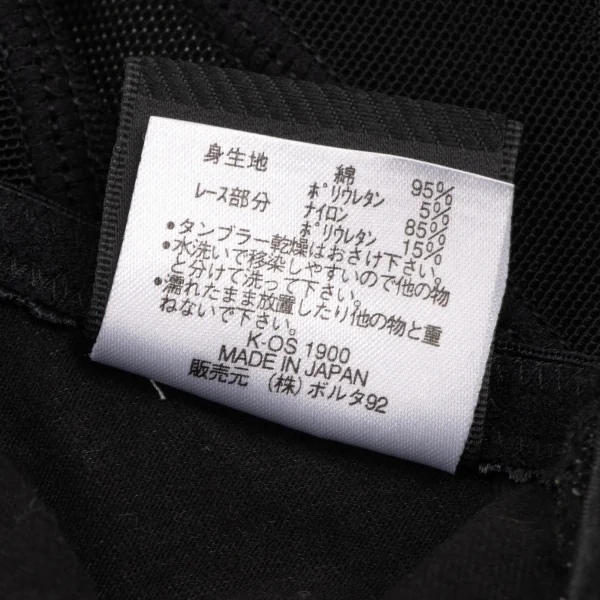 身生地 綿 95%
ポリウレタン 5%
レース部分 ナイロン 85%
ポリウレタン 15%
•タンブラー乾燥はおさけ下さい。
•水洗いで移染しやすいので他の物
と分けて洗って下さい。
•濡れたまま放置したり他の物と重
ねないで下さい。
K-OS 1900
MADE IN JAPAN
販売元 (株)ボルタ92